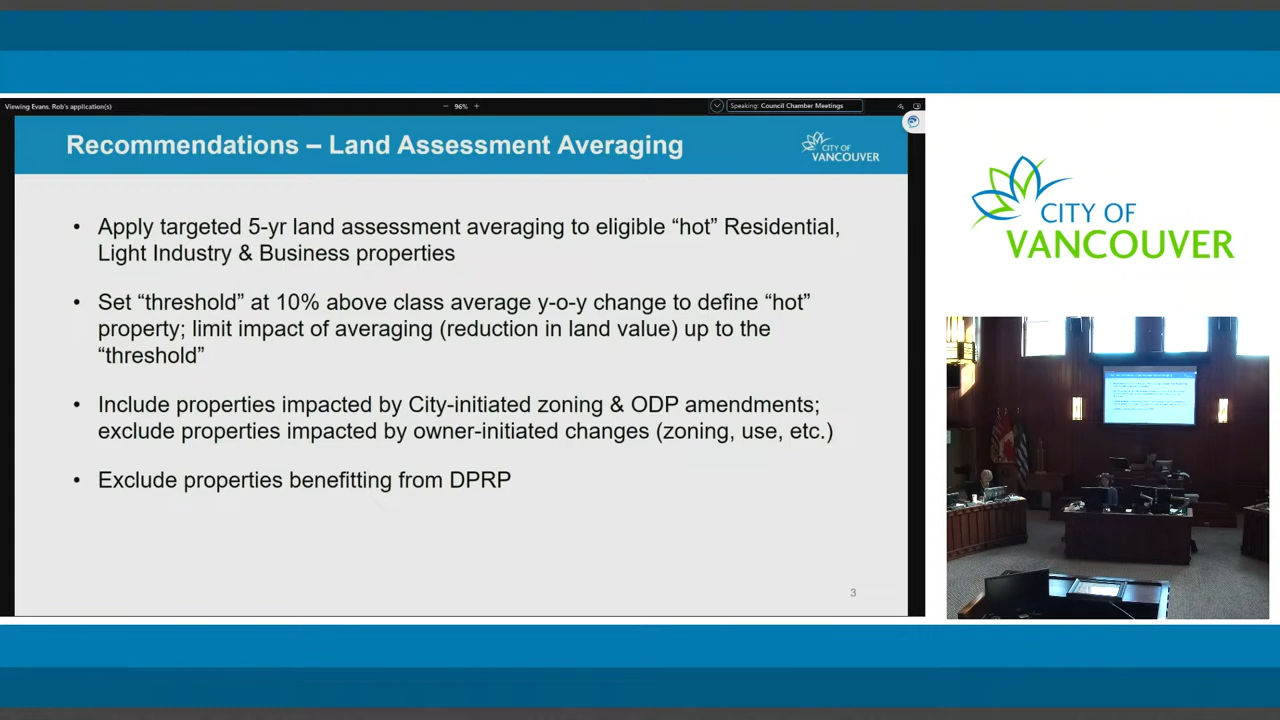 Viewing Evans, Rob's application(s)
96%
Speaking: Council Chamber Meetings
Recommendations – Land Assessment Averaging
CITY OF
VANCOUVER
• Apply targeted 5-yr land assessment averaging to eligible “hot” Residential,
Light Industry & Business properties
• Set “threshold” at 10% above class average y-o-y change to define “hot”
property; limit impact of averaging (reduction in land value) up to the
“threshold”
• Include properties impacted by City-initiated zoning & ODP amendments;
exclude properties impacted by owner-initiated changes (zoning, use, etc.)
• Exclude properties benefitting from DPRP
3
CITY OF
VANCOUVER